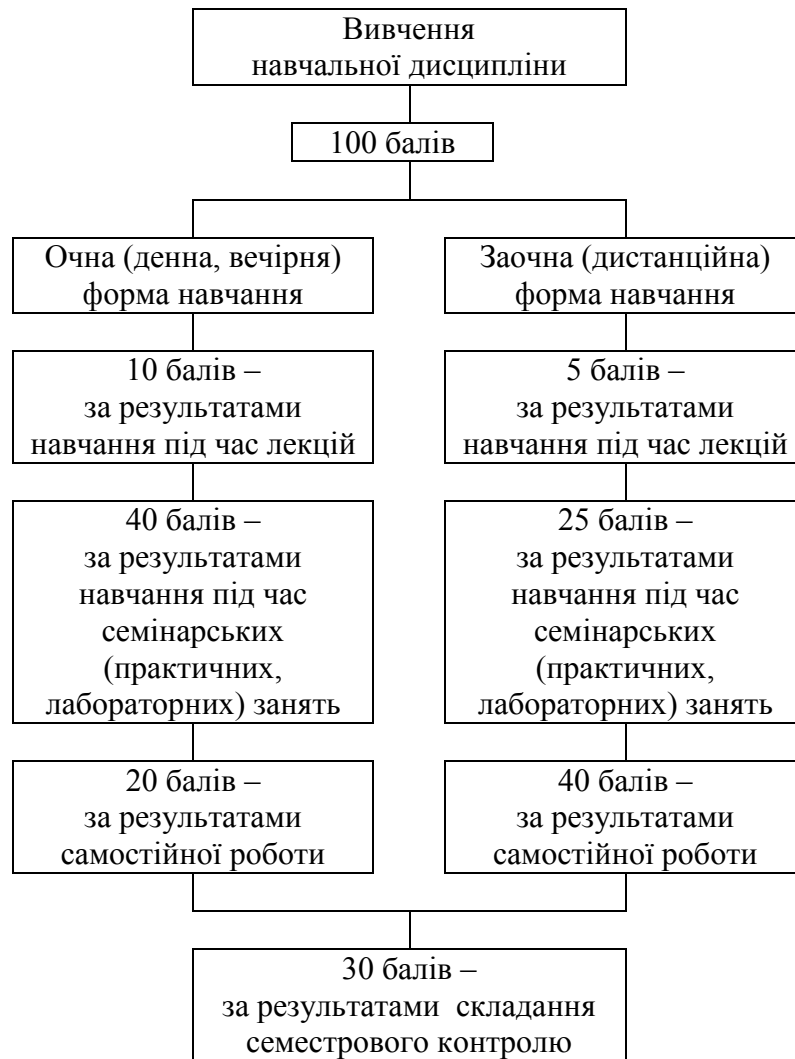 Вивчення
навчальної дисципліни
100 балів
Очна (денна, вечірня)
форма навчання
Заочна (дистанційна)
форма навчання
10 балів –
за результатами
навчання під час лекцій
5 балів –
за результатами
навчання під час лекцій
40 балів –
за результатами
навчання під час
семінарських
(практичних,
лабораторних) занять
25 балів –
за результатами
навчання під час
семінарських
(практичних,
лабораторних) занять
20 балів –
за результатами
самостійної роботи
40 балів –
за результатами
самостійної роботи
30 балів –
за результатами складання
семестрового контролю